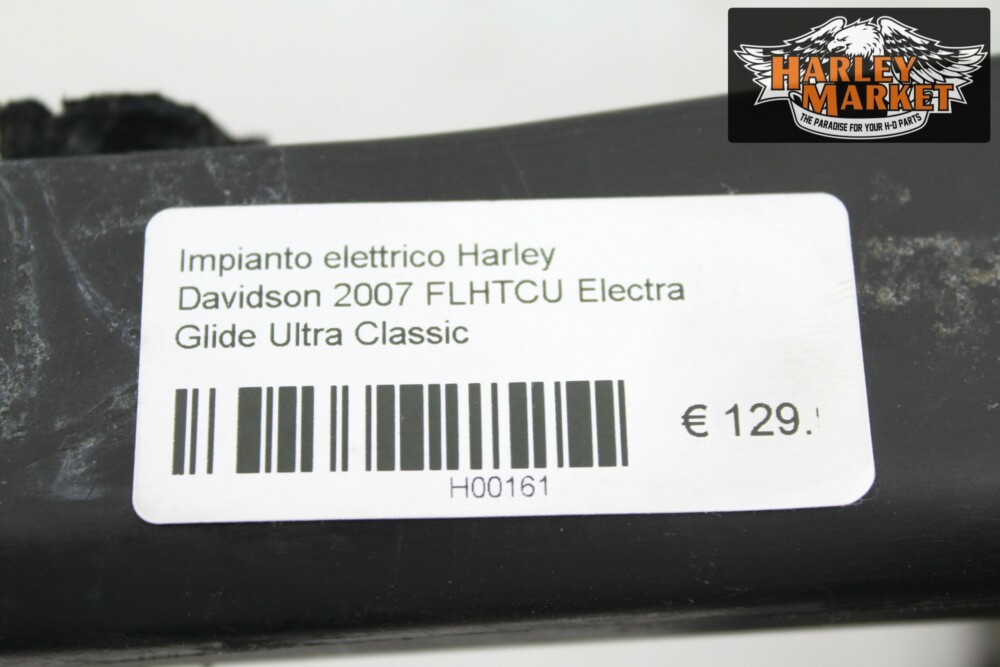 HARLEY
MARKET
THE PARADISE FOR YOUR H-D PARTS
Impianto elettrico Harley
Davidson 2007 FLHTCU Electra
Glide Ultra Classic
€ 129.
H00161